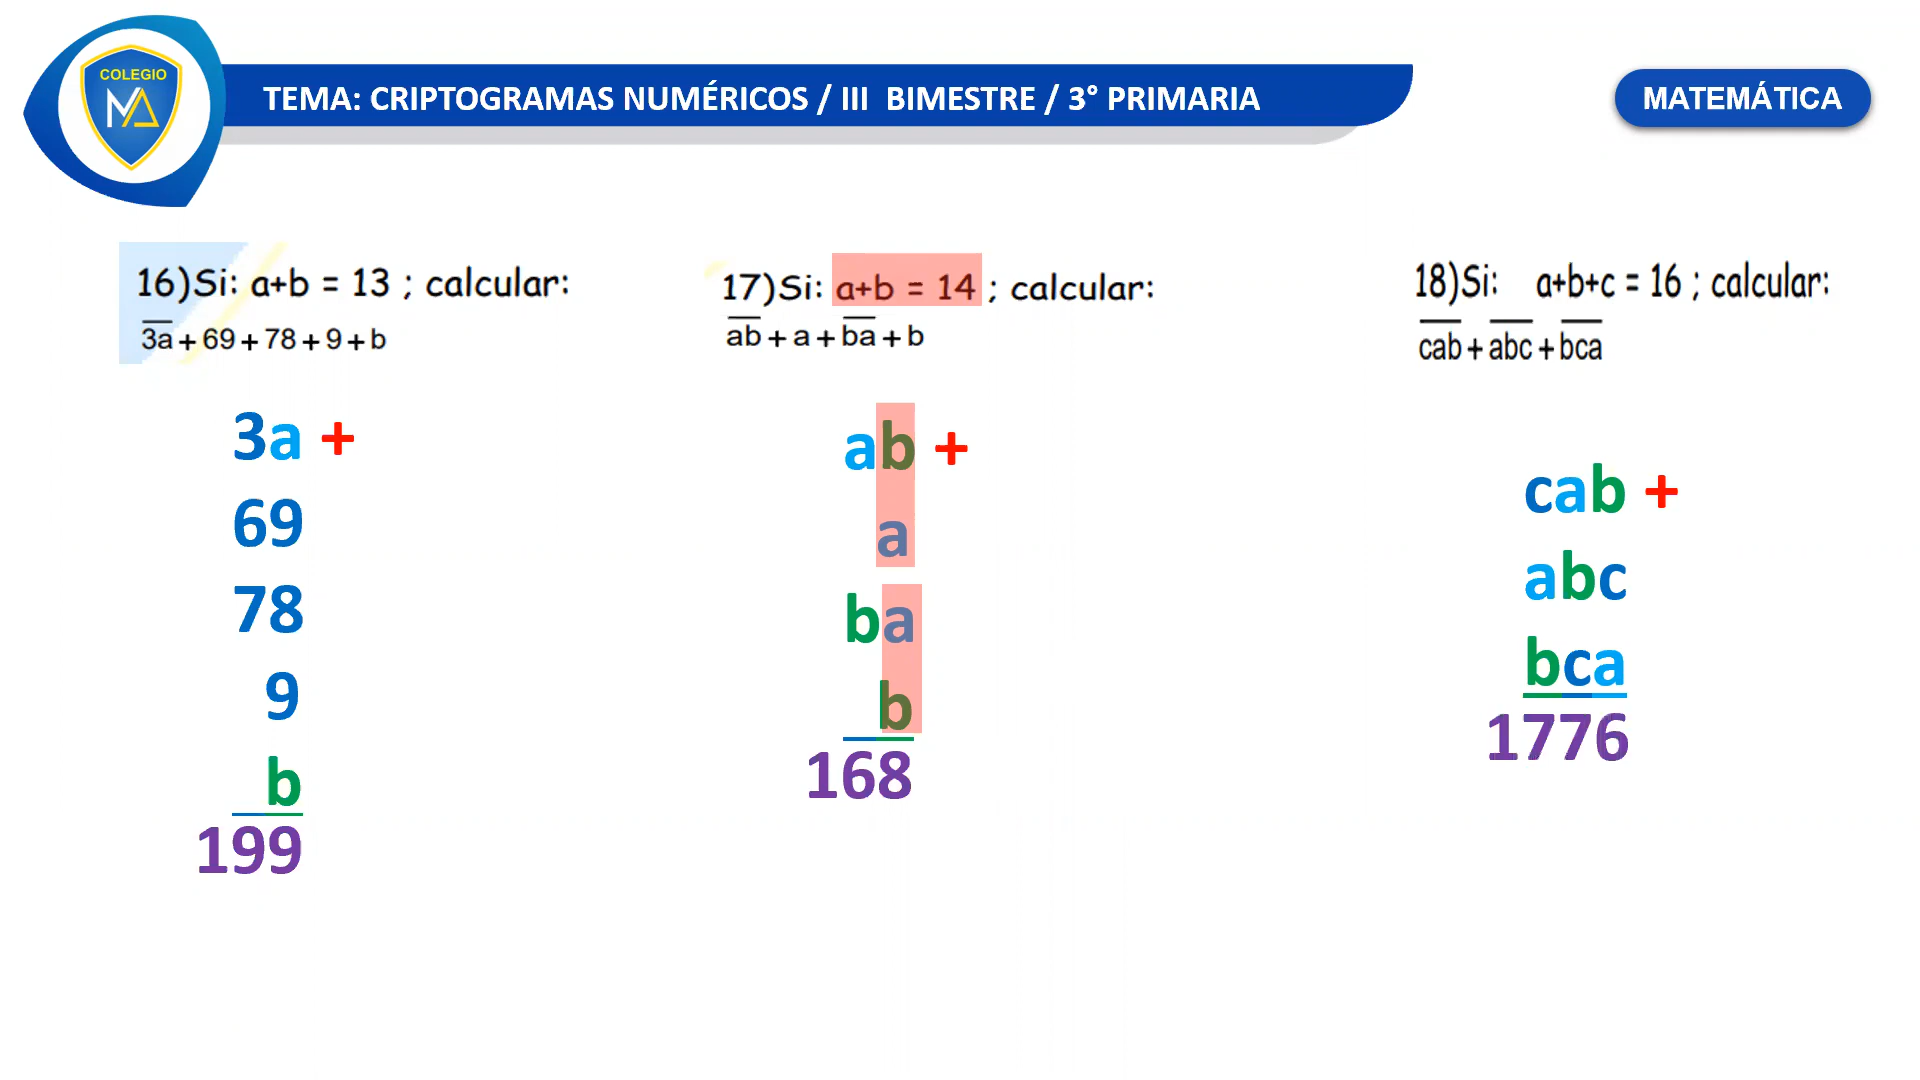 COLEGIO
MA
TEMA: CRIPTOGRAMAS NUMÉRICOS / III BIMESTRE / 3° PRIMARIA
MATEMÁTICA
16)Si: a+b = 13 ; calcular:
3a + 69 + 78 + 9 + b
3a +
69
78
9
b
199
17)Si: a+b = 14 ; calcular:
ab + a + ba + b
ab +
a
ba
b
168
18)Si: a+b+c = 16 ; calcular:
cab + abc + bca
cab +
abc
bca
1776